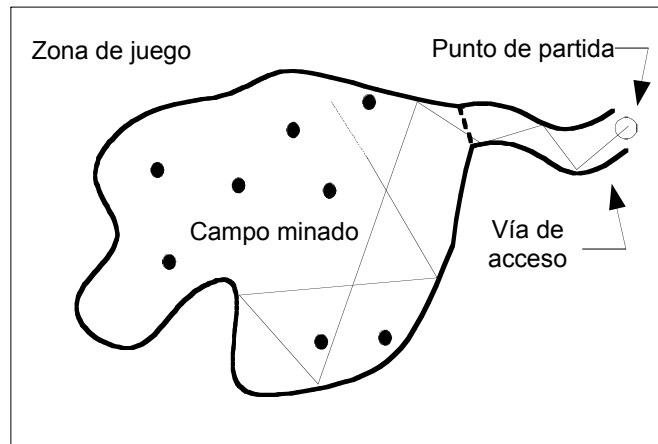 Zona de juego
Punto de partida
Campo minado
Vía de
acceso